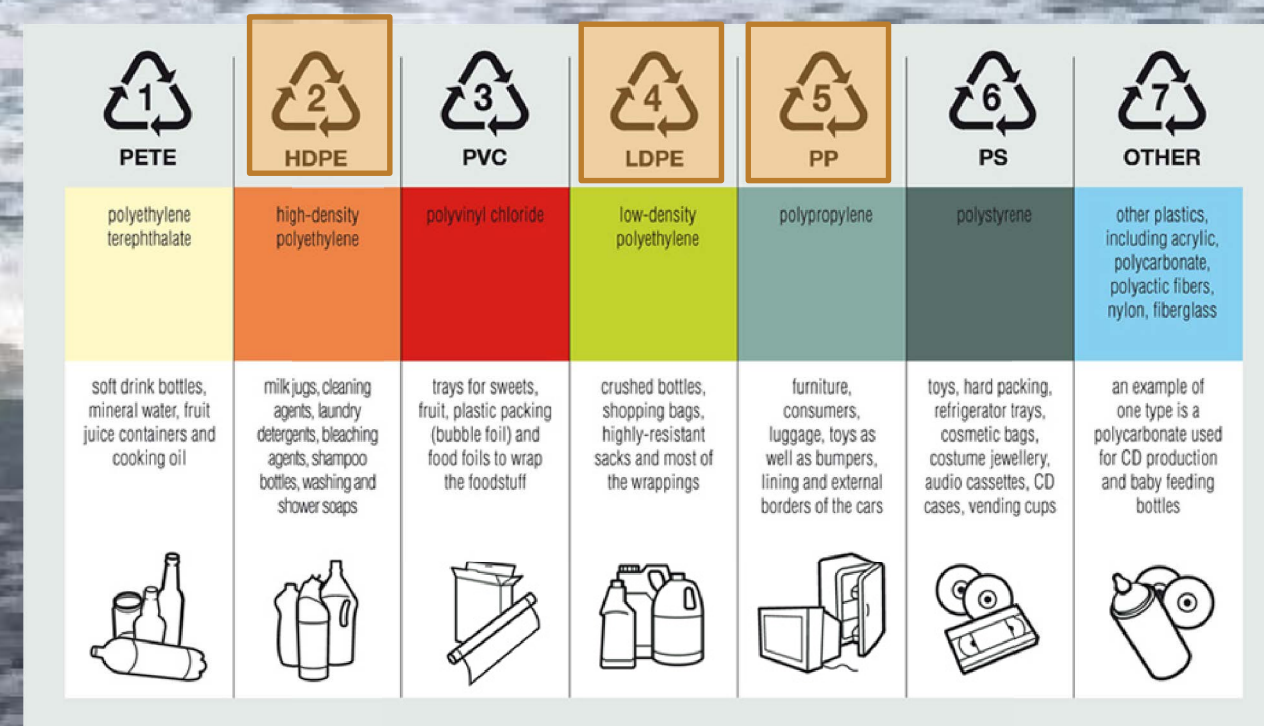 1
PETE
polyethylene
terephthalate
soft drink bottles,
mineral water, fruit
juice containers and
cooking oil
2
HDPE
high-density
polyethylene
milk jugs, cleaning
agents, laundry
detergents, bleaching
agents, shampoo
bottles, washing and
shower soaps
3
PVC
polyvinyl chloride
trays for sweets,
fruit, plastic packing
(bubble foil) and
food foils to wrap
the foodstuff
4
LDPE
low-density
polyethylene
crushed bottles,
shopping bags,
highly-resistant
sacks and most of
the wrappings
5
PP
polypropylene
furniture,
consumers,
luggage, toys as
well as bumpers,
lining and external
borders of the cars
6
PS
polystyrene
toys, hard packing,
refrigerator trays,
cosmetic bags,
costume jewellery,
audio cassettes, CD
cases, vending cups
7
OTHER
other plastics,
including acrylic,
polycarbonate,
polyactic fibers,
nylon, fiberglass
an example of
one type is a
polycarbonate used
for CD production
and baby feeding
bottles